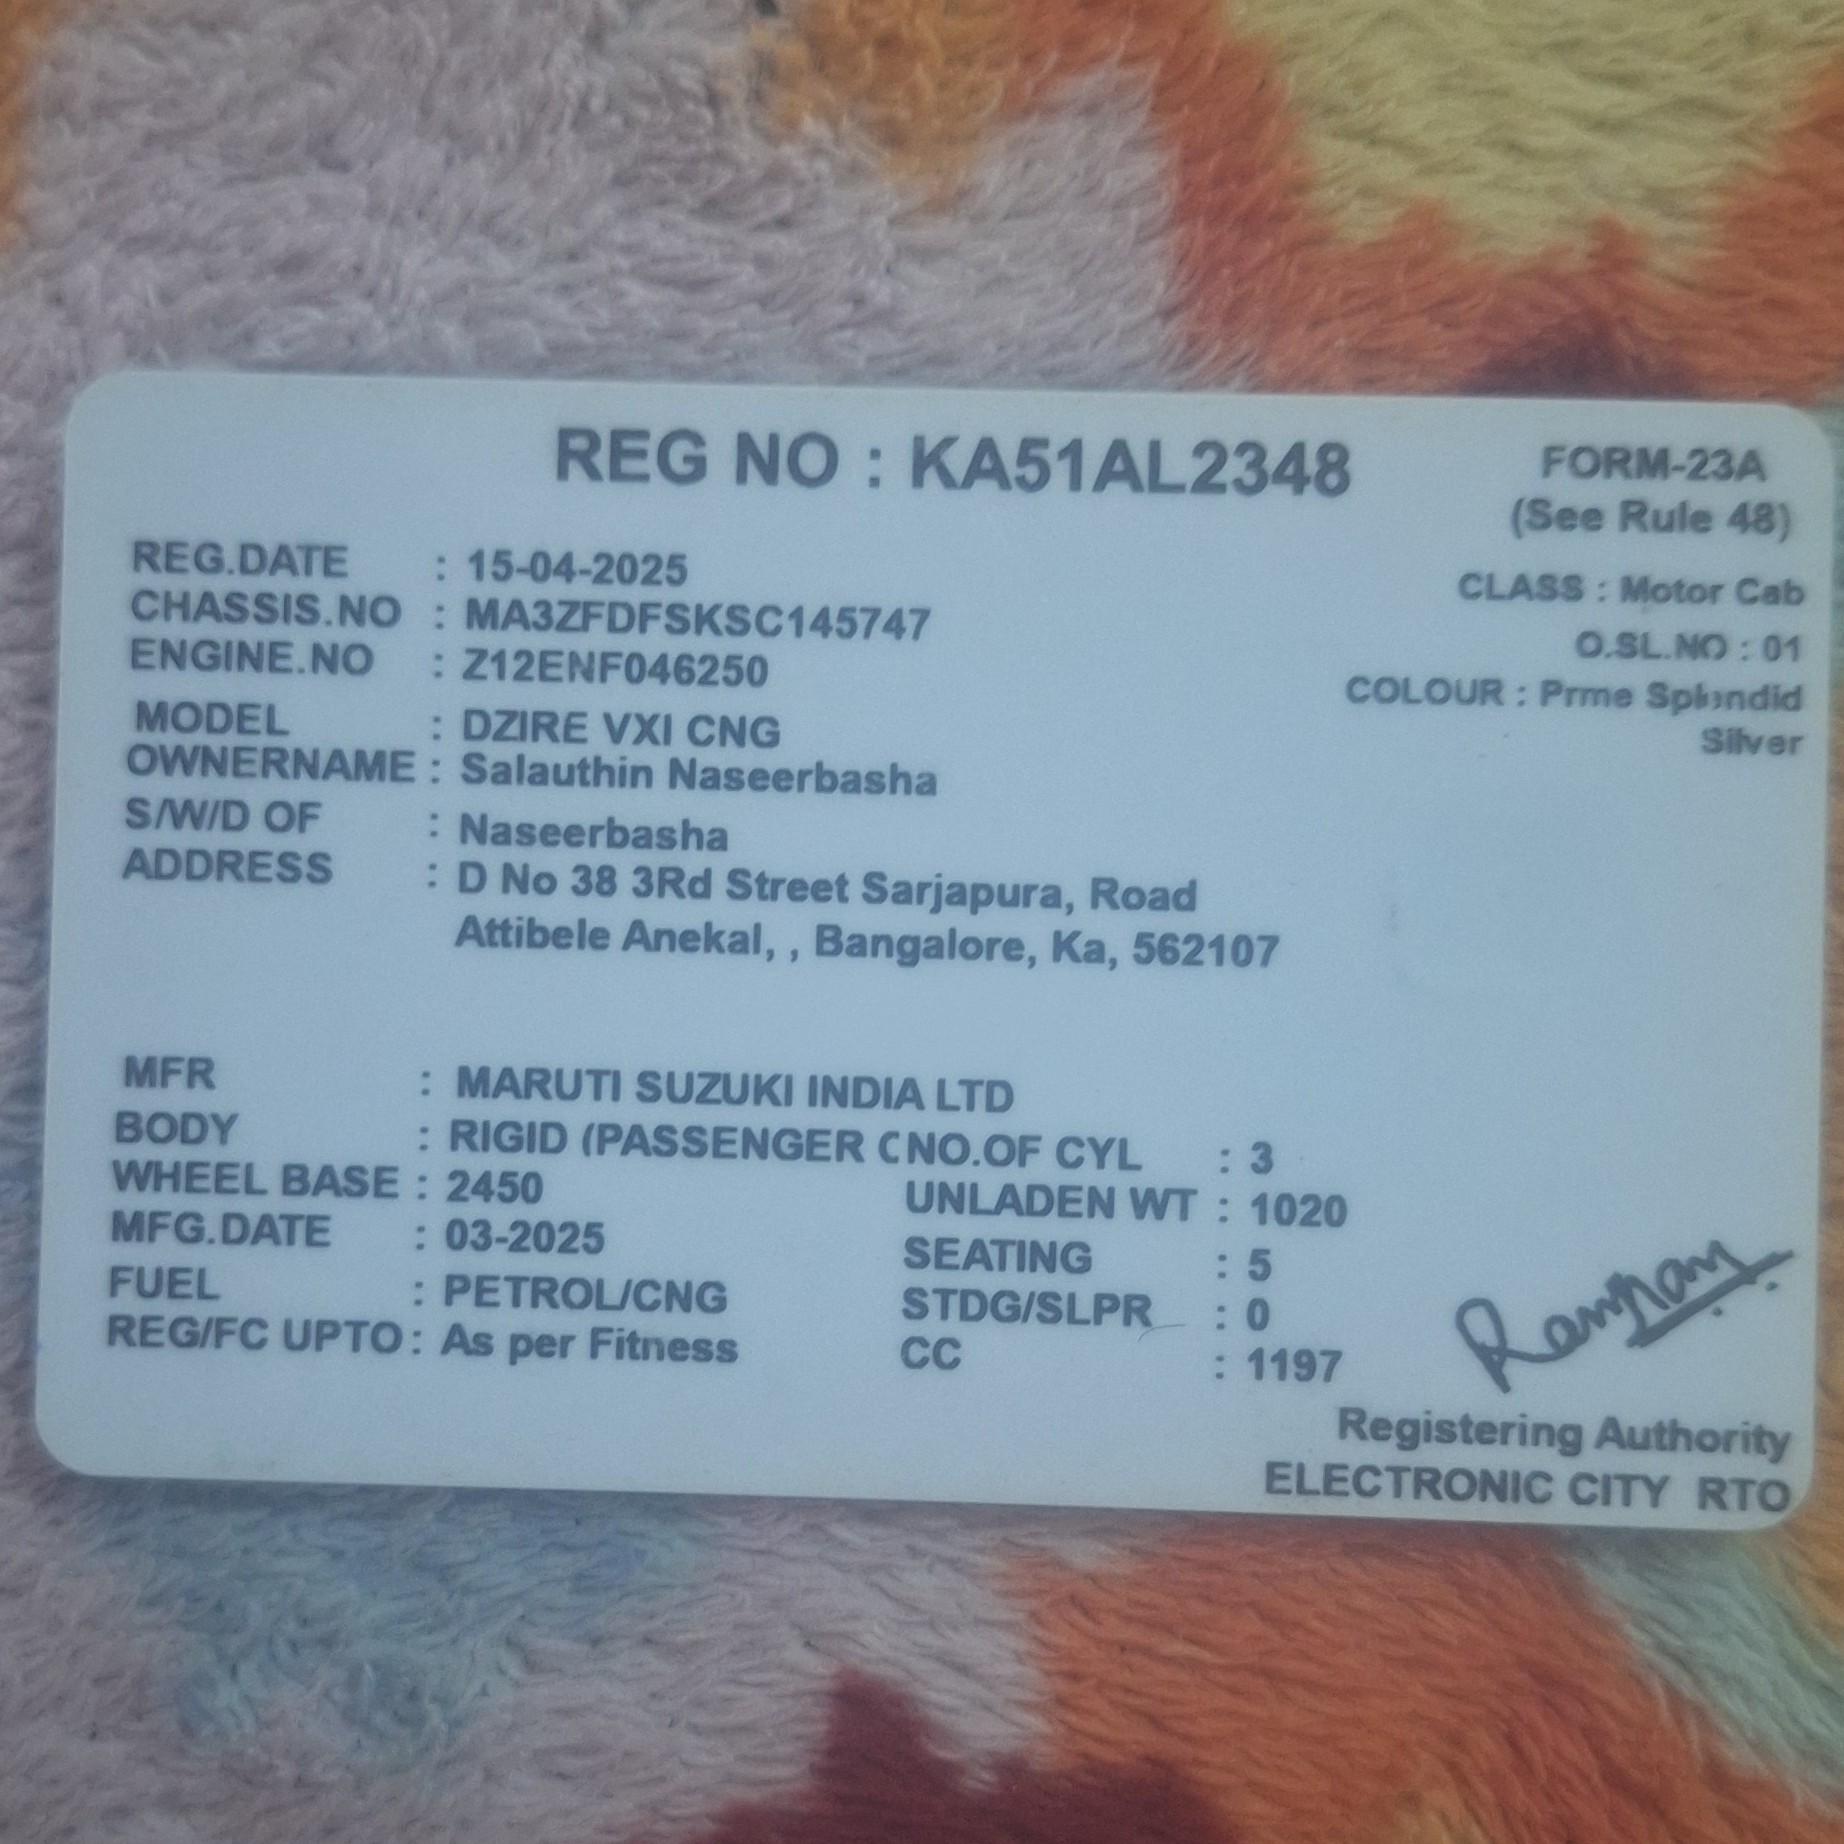 REG NO : KA51AL2348
FORM-23A
(See Rule 48)
REG.DATE : 15-04-2025
CLASS : Motor Cab
CHASSIS.NO : MA3ZFDFSKSC145747
O.SL.NO : 01
ENGINE.NO : Z12ENF046250
COLOUR : Prme Splendid
Silver
MODEL : DZIRE VXI CNG
OWNERNAME : Salauthin Naseerbasha
S/W/D OF : Naseerbasha
ADDRESS : D No 38 3Rd Street Sarjapura, Road
Attibele Anekal, , Bangalore, Ka, 562107
MFR : MARUTI SUZUKI INDIA LTD
BODY : RIGID (PASSENGER C NO.OF CYL : 3
WHEEL BASE : 2450 UNLADEN WT : 1020
MFG.DATE : 03-2025 SEATING : 5
FUEL : PETROL/CNG STDG/SLPR : 0
REG/FC UPTO : As per Fitness CC : 1197
Registering Authority
ELECTRONIC CITY RTO